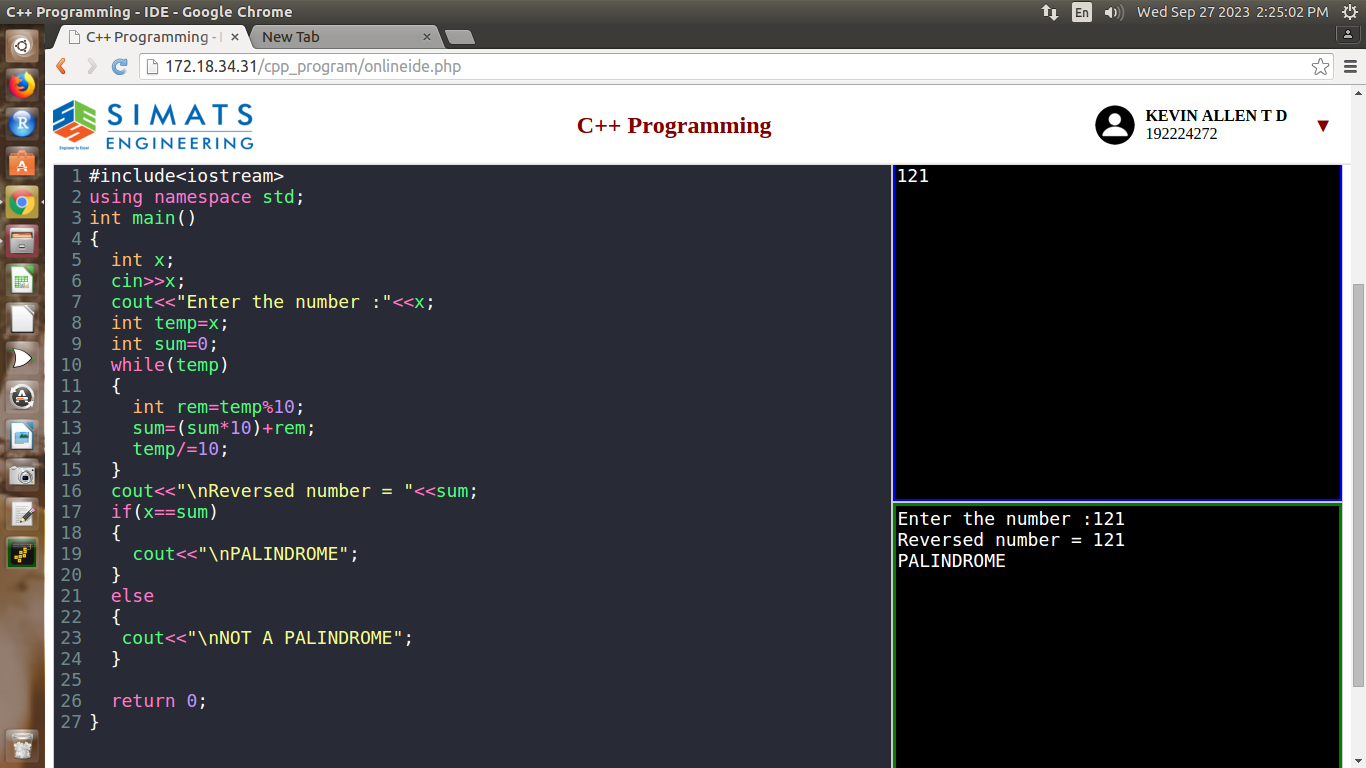 C++ Programming - IDE - Google Chrome
En
Wed Sep 27 2023 2:25:02 PM
C++ Programming - I
New Tab
172.18.34.31/cpp_program/onlineide.php
SIMATS
ENGINEERING
Engineer to Excel
C++ Programming
KEVIN ALLEN T D
192224272
1 #include<iostream>
2 using namespace std;
3 int main()
4 {
5   int x;
6   cin>>x;
7   cout<<"Enter the number :"<<x;
8   int temp=x;
9   int sum=0;
10   while(temp)
11   {
12     int rem=temp%10;
13     sum=(sum*10)+rem;
14     temp/=10;
15   }
16   cout<<"\nReversed number = "<<sum;
17   if(x==sum)
18   {
19     cout<<"\nPALINDROME";
20   }
21   else
22   {
23    cout<<"\nNOT A PALINDROME";
24   }
25
26   return 0;
27 }
121
Enter the number :121
Reversed number = 121
PALINDROME